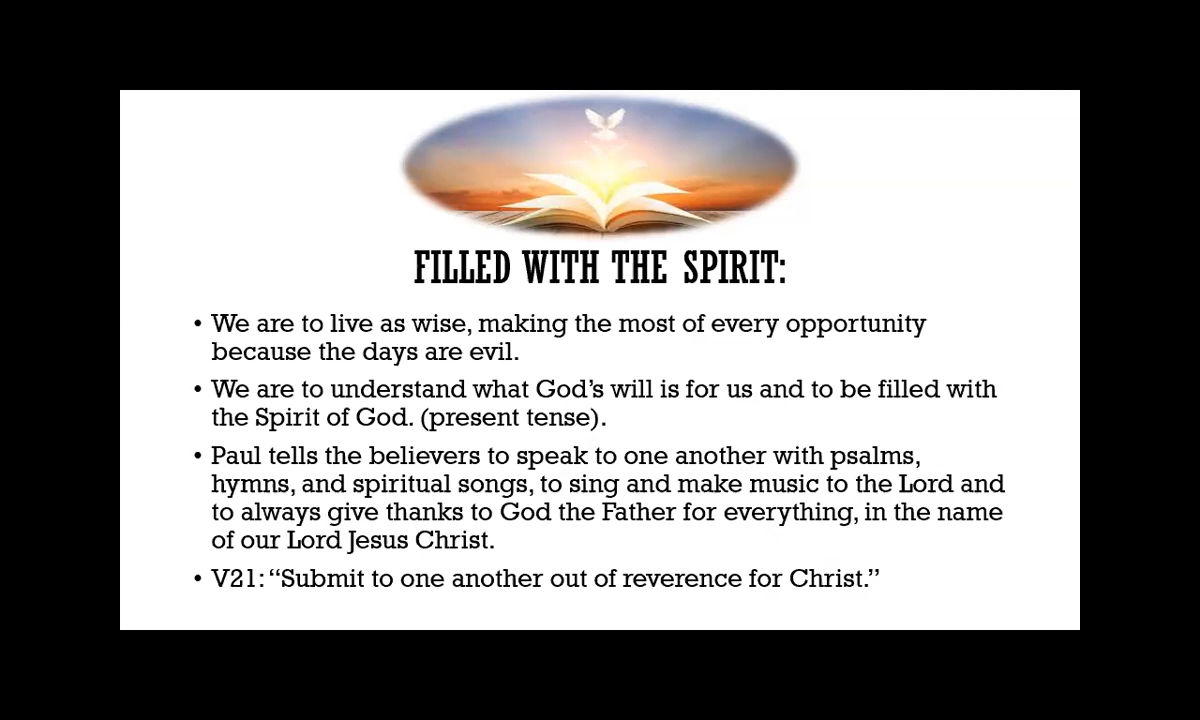 FILLED WITH THE SPIRIT:
• We are to live as wise, making the most of every opportunity
because the days are evil.
• We are to understand what God’s will is for us and to be filled with
the Spirit of God. (present tense).
• Paul tells the believers to speak to one another with psalms,
hymns, and spiritual songs, to sing and make music to the Lord and
to always give thanks to God the Father for everything, in the name
of our Lord Jesus Christ.
• V21: “Submit to one another out of reverence for Christ.”